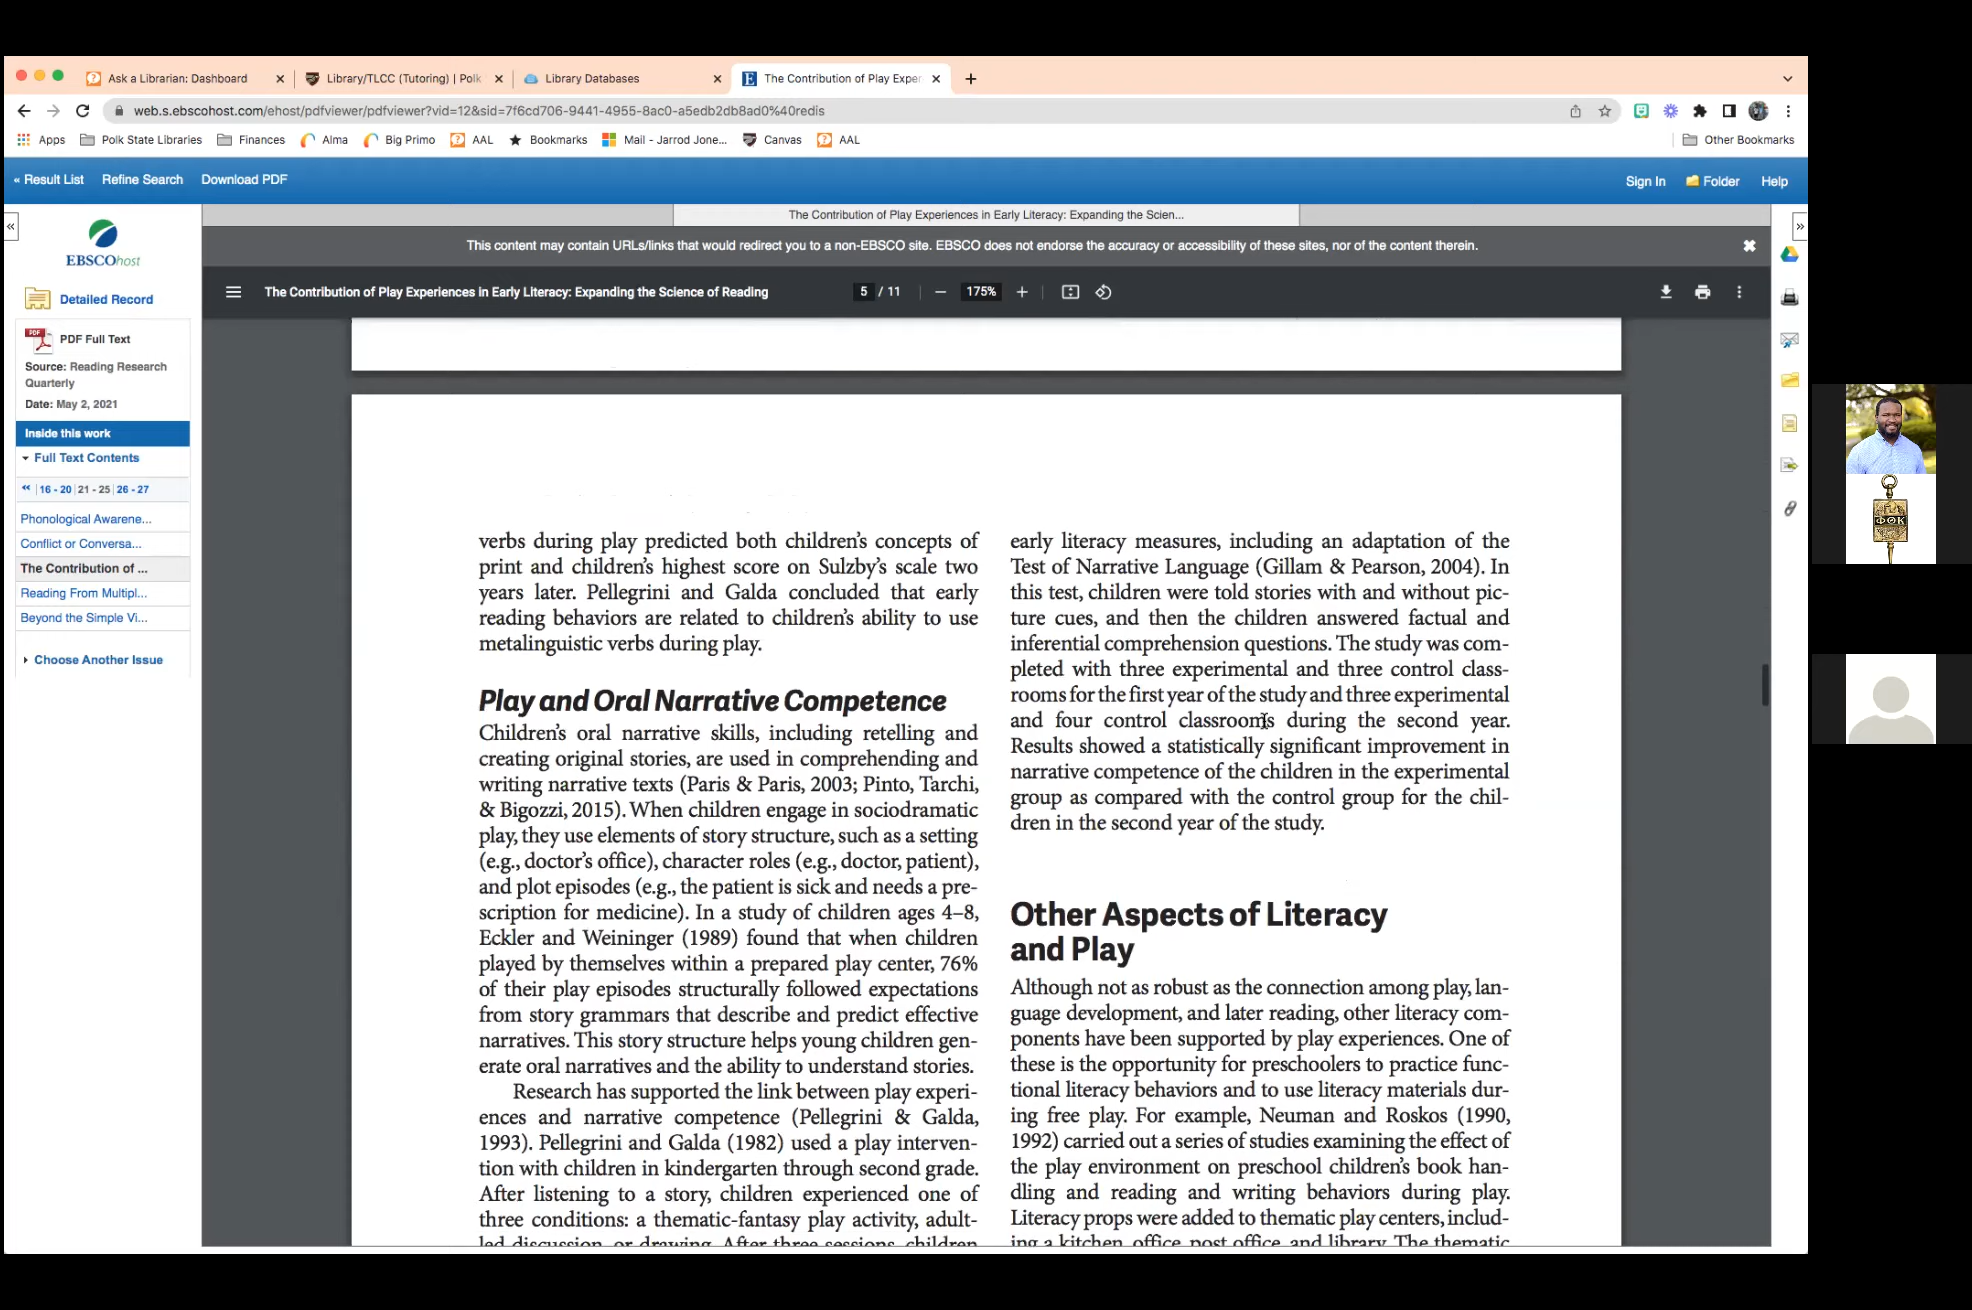 Ask a Librarian: Dashboard
Library/TLCC (Tutoring) | Polk
Library Databases
The Contribution of Play Exper
web.s.ebscohost.com/ehost/pdfviewer/pdfviewer?vid=12&sid=7f6cd706-9441-4955-8ac0-a5edb2db8ad0%40redis
Apps
Polk State Libraries
Finances
Alma
Big Primo
AAL
Bookmarks
Mail - Jarrod Jone...
Canvas
AAL
Other Bookmarks
« Result List
Refine Search
Download PDF
Sign In
Folder
Help
EBSCOhost
Detailed Record
PDF
PDF Full Text
Source: Reading Research
Quarterly
Date: May 2, 2021
Inside this work
Full Text Contents
« |16 - 20|21 - 25|26 - 27
Phonological Awarene...
Conflict or Conversa...
The Contribution of ...
Reading From Multipl...
Beyond the Simple Vi...
Choose Another Issue
The Contribution of Play Experiences in Early Literacy: Expanding the Scien...
This content may contain URLs/links that would redirect you to a non-EBSCO site. EBSCO does not endorse the accuracy or accessibility of these sites, nor of the content therein.
The Contribution of Play Experiences in Early Literacy: Expanding the Science of Reading
5 / 11
175%
verbs during play predicted both children's concepts of
print and children's highest score on Sulzby's scale two
years later. Pellegrini and Galda concluded that early
reading behaviors are related to children's ability to use
metalinguistic verbs during play.
Play and Oral Narrative Competence
Children's oral narrative skills, including retelling and
creating original stories, are used in comprehending and
writing narrative texts (Paris & Paris, 2003; Pinto, Tarchi,
& Bigozzi, 2015). When children engage in sociodramatic
play, they use elements of story structure, such as a setting
(e.g., doctor's office), character roles (e.g., doctor, patient),
and plot episodes (e.g., the patient is sick and needs a pre-
scription for medicine). In a study of children ages 4–8,
Eckler and Weininger (1989) found that when children
played by themselves within a prepared play center, 76%
of their play episodes structurally followed expectations
from story grammars that describe and predict effective
narratives. This story structure helps young children gen-
erate oral narratives and the ability to understand stories.
Research has supported the link between play experi-
ences and narrative competence (Pellegrini & Galda,
1993). Pellegrini and Galda (1982) used a play interven-
tion with children in kindergarten through second grade.
After listening to a story, children experienced one of
three conditions: a thematic-fantasy play activity, adult-
led discussion, or drawing. After three sessions, children
early literacy measures, including an adaptation of the
Test of Narrative Language (Gillam & Pearson, 2004). In
this test, children were told stories with and without pic-
ture cues, and then the children answered factual and
inferential comprehension questions. The study was com-
pleted with three experimental and three control class-
rooms for the first year of the study and three experimental
and four control classrooms during the second year.
Results showed a statistically significant improvement in
narrative competence of the children in the experimental
group as compared with the control group for the chil-
dren in the second year of the study.
Other Aspects of Literacy
and Play
Although not as robust as the connection among play, lan-
guage development, and later reading, other literacy com-
ponents have been supported by play experiences. One of
these is the opportunity for preschoolers to practice func-
tional literacy behaviors and to use literacy materials dur-
ing free play. For example, Neuman and Roskos (1990,
1992) carried out a series of studies examining the effect of
the play environment on preschool children's book han-
dling and reading and writing behaviors during play.
Literacy props were added to thematic play centers, includ-
ing a kitchen, office, post office, and library. The thematic
ΦΘΚ